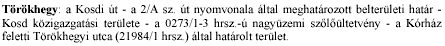 Törökhegy: a Kosdi út - a 2/A sz. út nyomvonala által meghatározott belterületi határ -
Kosd közigazgatási területe - a 0273/1-3 hrsz.-ú nagyüzemi szőlőültetvény - a Kórház
feletti Törökhegyi utca (21984/1 hrsz.) által határolt terület.